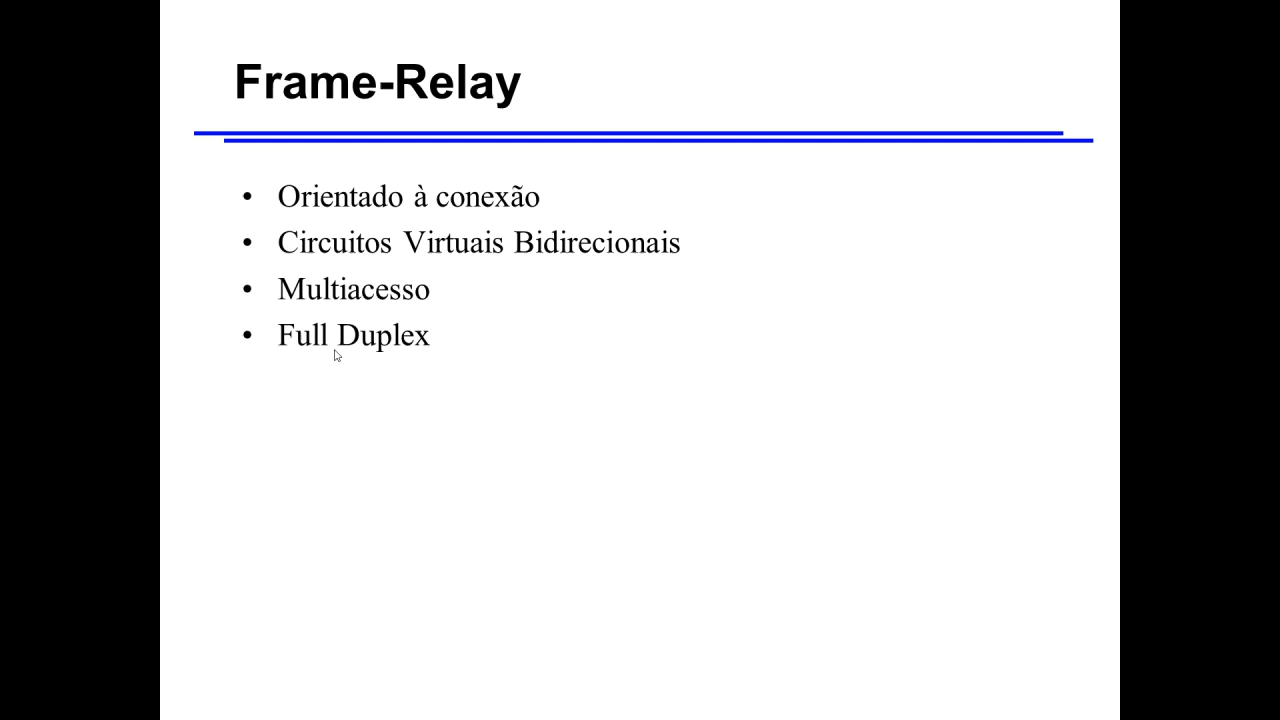 Frame-Relay
• Orientado à conexão
• Circuitos Virtuais Bidirecionais
• Multiacesso
• Full Duplex